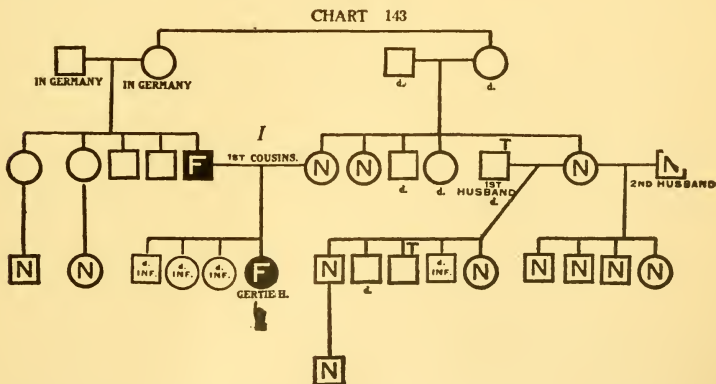 CHART 143
IN GERMANY
IN GERMANY
d.
d.
I
1ST COUSINS.
F
N
N
d.
d.
T
1ST
HUSBAND
d.
N
N
2ND HUSBAND
N
N
d.
INF.
d.
INF.
d.
INF.
F
GERTIE H.
N
d.
T
d.
INF.
N
N
N
N
N
N